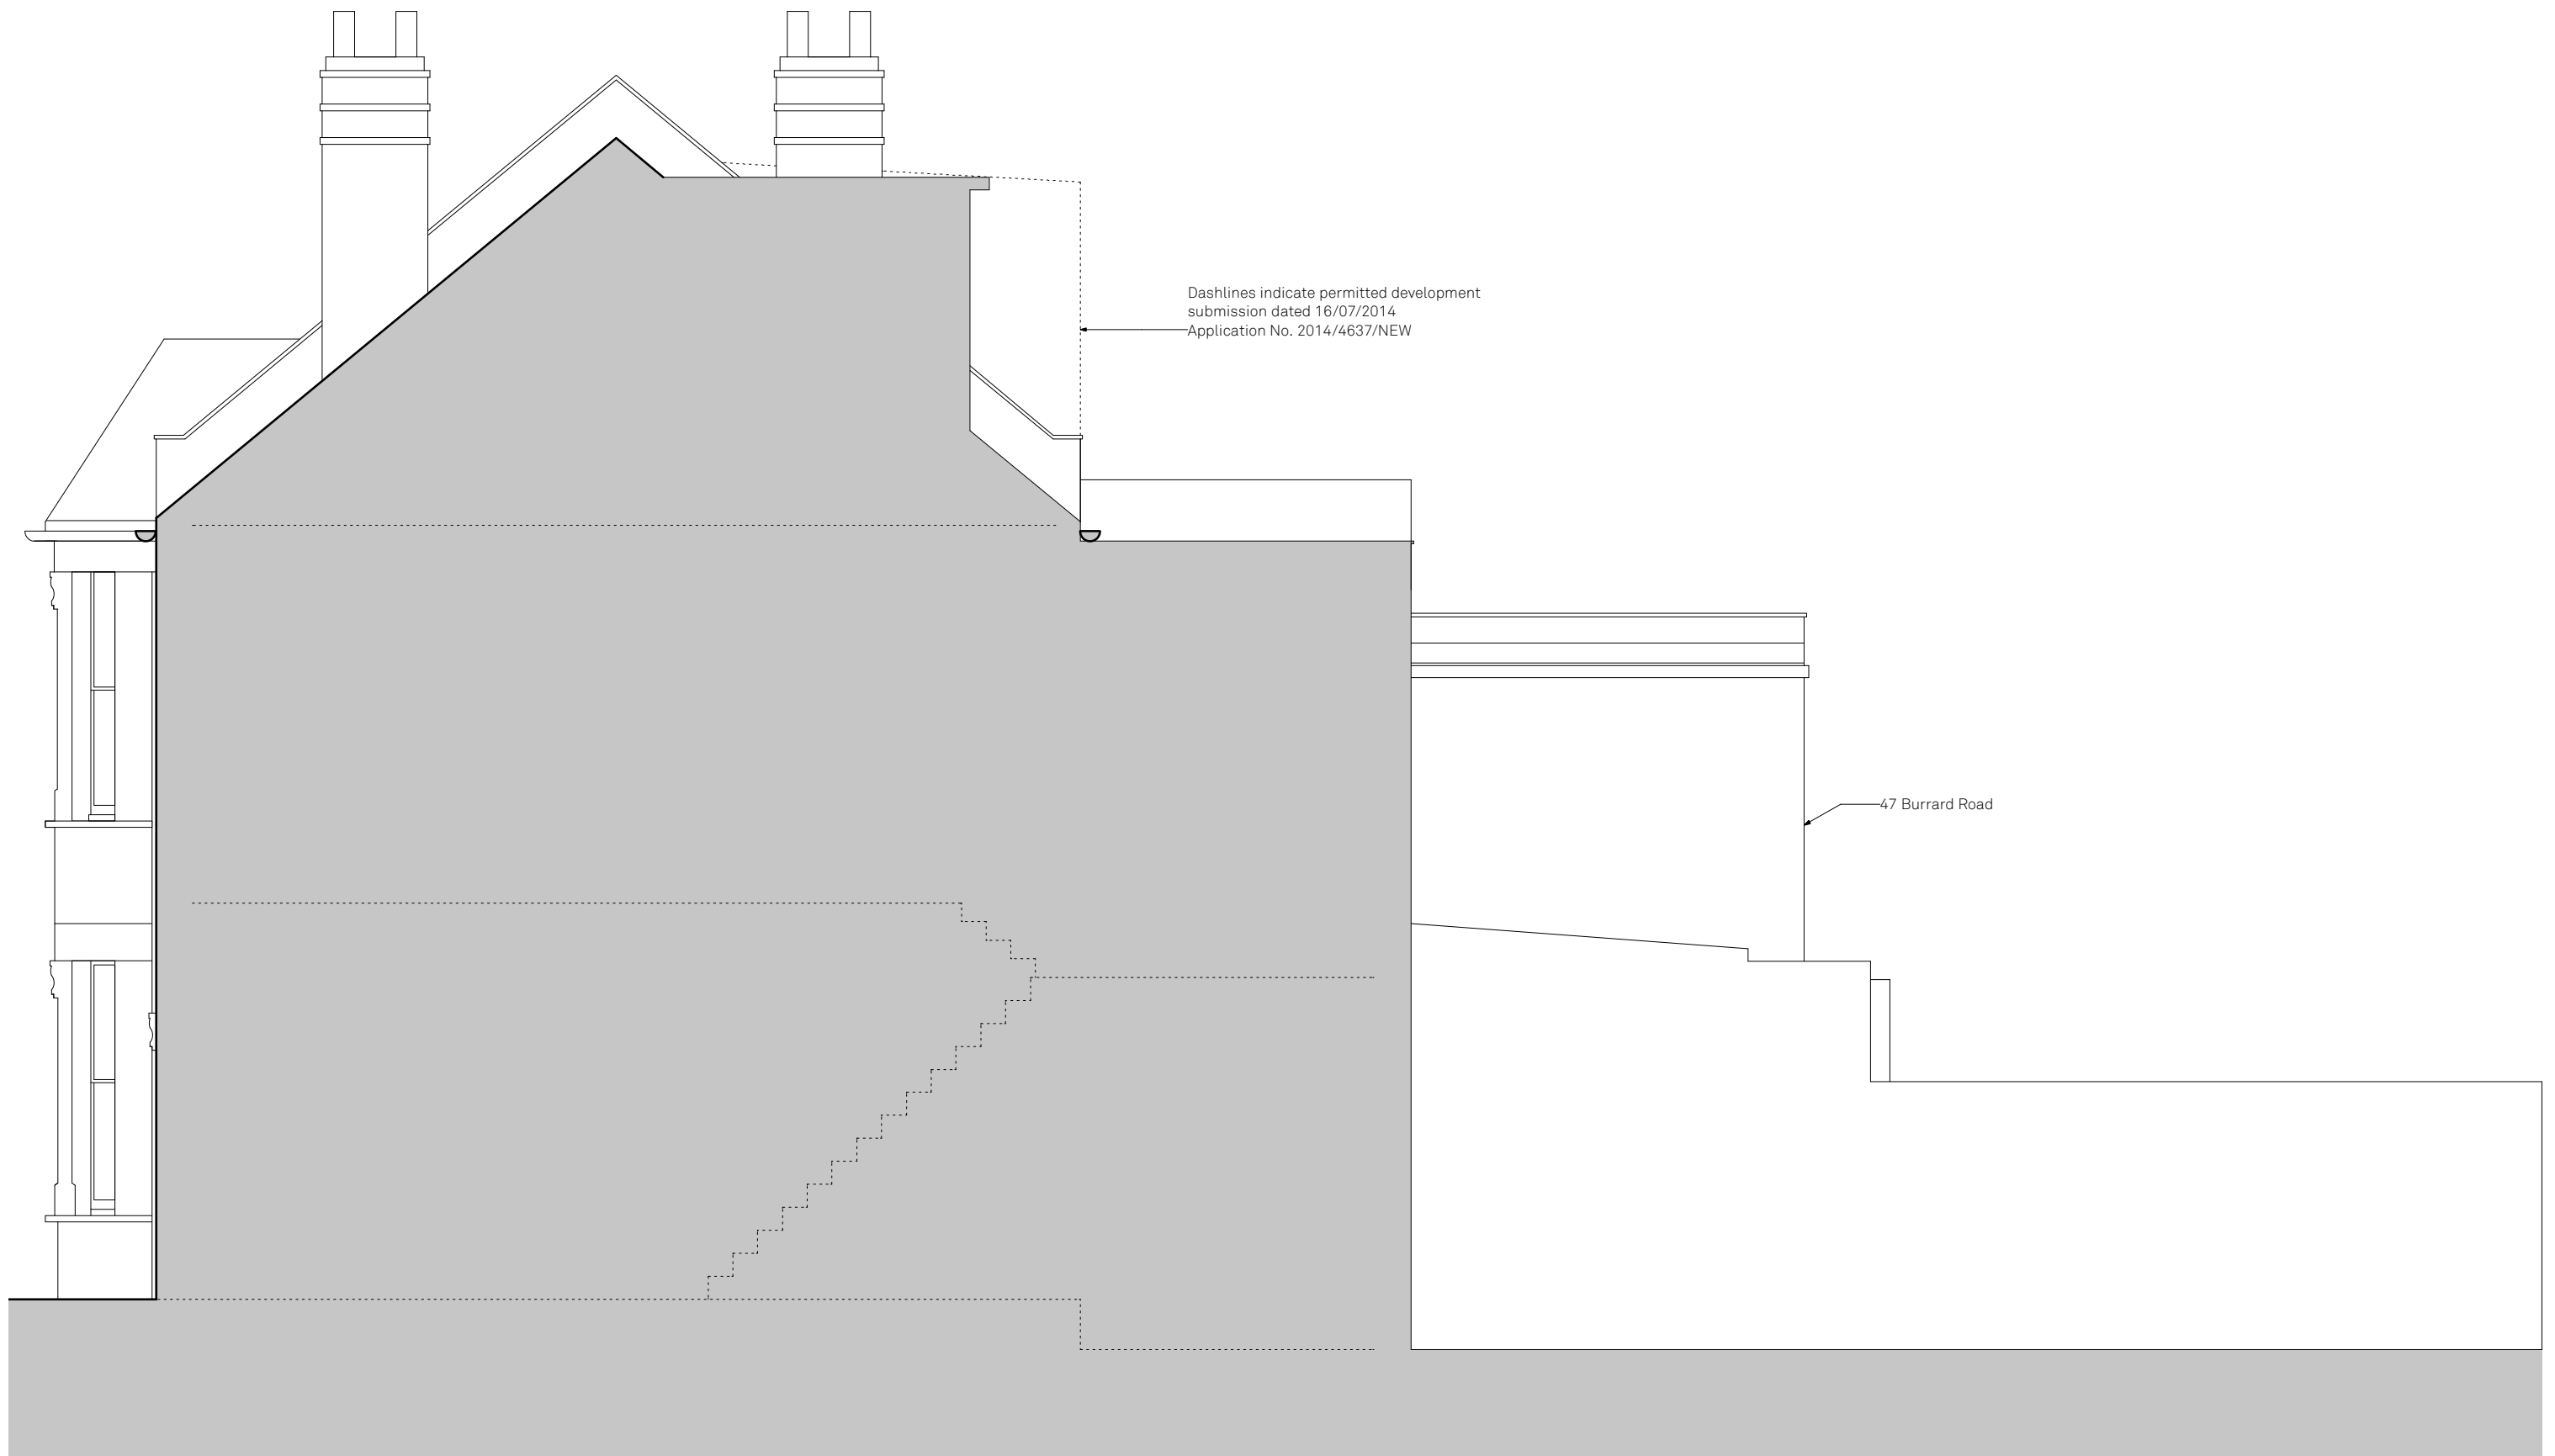 Dashlines indicate permitted development
submission dated 16/07/2014
Application No. 2014/4637/NEW
47 Burrard Road